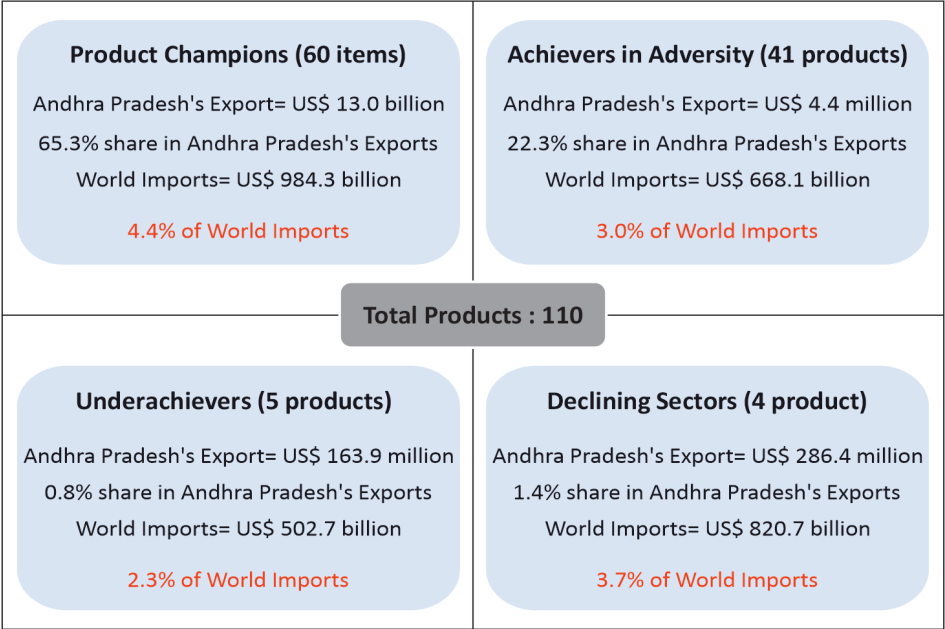 Product Champions (60 items)
Andhra Pradesh's Export= US$ 13.0 billion
65.3% share in Andhra Pradesh's Exports
World Imports= US$ 984.3 billion
4.4% of World Imports
Achievers in Adversity (41 products)
Andhra Pradesh's Export= US$ 4.4 million
22.3% share in Andhra Pradesh's Exports
World Imports= US$ 668.1 billion
3.0% of World Imports
Total Products : 110
Underachievers (5 products)
Andhra Pradesh's Export= US$ 163.9 million
0.8% share in Andhra Pradesh's Exports
World Imports= US$ 502.7 billion
2.3% of World Imports
Declining Sectors (4 product)
Andhra Pradesh's Export= US$ 286.4 million
1.4% share in Andhra Pradesh's Exports
World Imports= US$ 820.7 billion
3.7% of World Imports